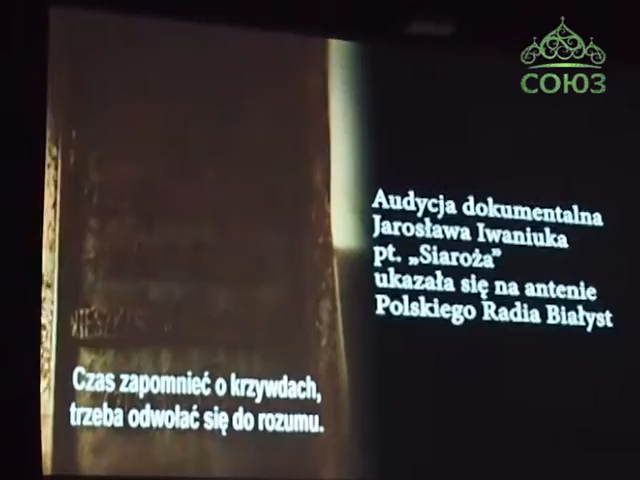 СОЮЗ
Audycja dokumentalna
Jarosława Iwaniuka
pt. „Siaroża”
ukazała się na antenie
Polskiego Radia Białyst
Czas zapomnieć o krzywdach,
trzeba odwołać się do rozumu.